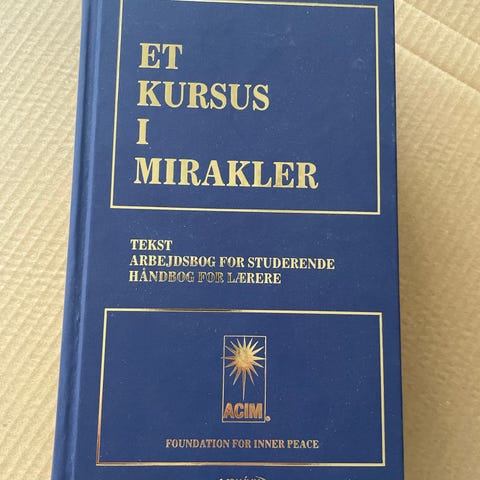 ET
KURSUS
I
MIRAKLER
TEKST
ARBEJDSBOG FOR STUDERENDE
HÅNDBOG FOR LÆRERE
ACIM®
FOUNDATION FOR INNER PEACE